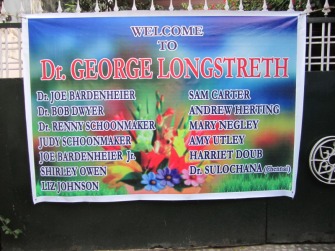 WELCOME
TO
Dr. GEORGE LONGSTRETH
Dr. JOE BARDENHEIER
Dr. BOB DWYER
Dr. RENNY SCHOONMAKER
JUDY SCHOONMAKER
JOE BARDENHEIER Jr.
SHIRLEY OWEN
LIZ JOHNSON
SAM CARTER
ANDREW HERTING
MARY NEGLEY
AMY UTLEY
HARRIET DOUB
Dr. SULOCHANA (Chennai)